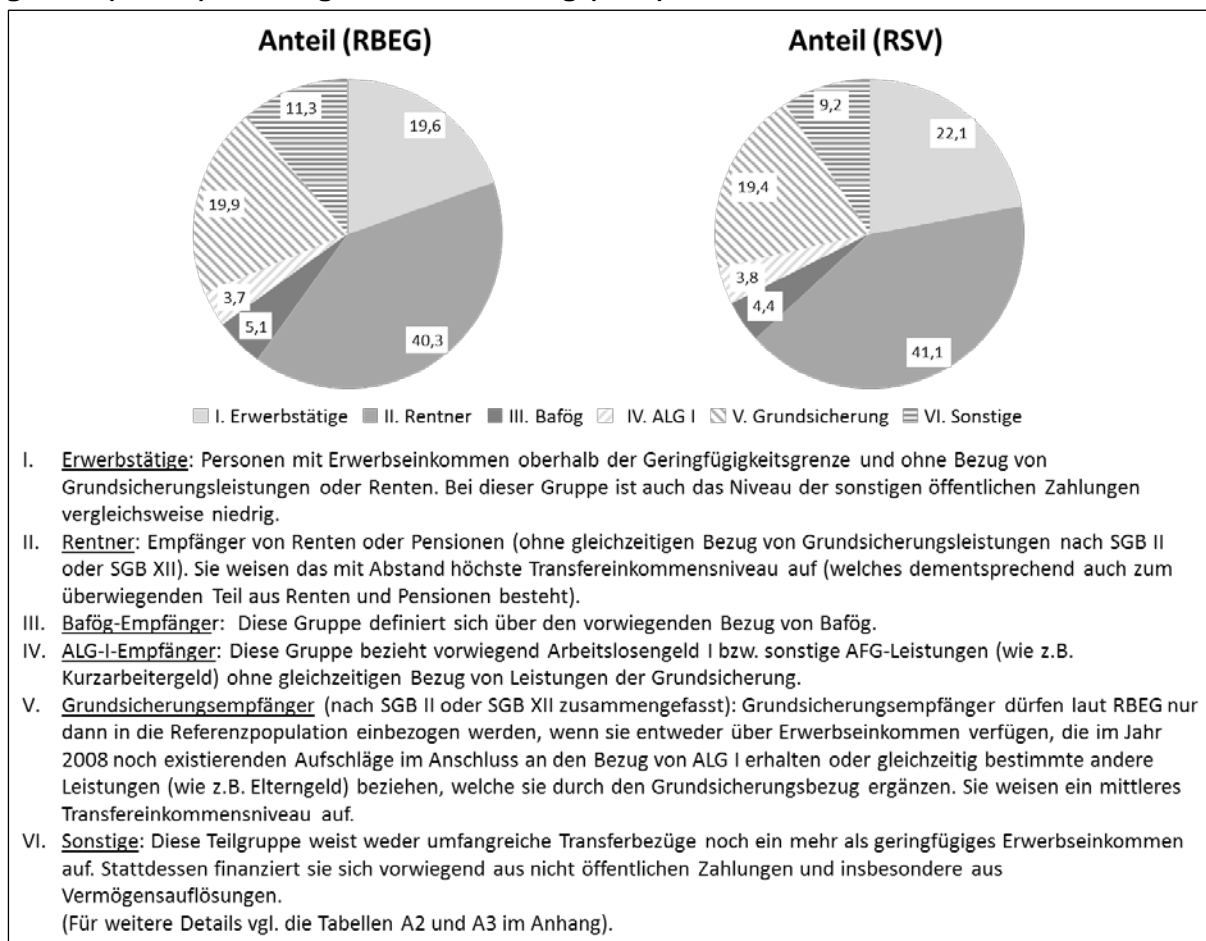 Anteil (RBEG)
Anteil (RSV)
11,3
19,6
19,9
3,7
5,1
40,3
9,2
22,1
19,4
3,8
4,4
41,1
I. Erwerbstätige II. Rentner III. Bafög IV. ALG I V. Grundsicherung VI. Sonstige
I. Erwerbstätige: Personen mit Erwerbseinkommen oberhalb der Geringfügigkeitsgrenze und ohne Bezug von
Grundsicherungsleistungen oder Renten. Bei dieser Gruppe ist auch das Niveau der sonstigen öffentlichen Zahlungen
vergleichsweise niedrig.
II. Rentner: Empfänger von Renten oder Pensionen (ohne gleichzeitigen Bezug von Grundsicherungsleistungen nach SGB II
oder SGB XII). Sie weisen das mit Abstand höchste Transfereinkommensniveau auf (welches dementsprechend auch zum
überwiegenden Teil aus Renten und Pensionen besteht).
III. Bafög-Empfänger: Diese Gruppe definiert sich über den vorwiegenden Bezug von Bafög.
IV. ALG-I-Empfänger: Diese Gruppe bezieht vorwiegend Arbeitslosengeld I bzw. sonstige AFG-Leistungen (wie z.B.
Kurzarbeitergeld) ohne gleichzeitigen Bezug von Leistungen der Grundsicherung.
V. Grundsicherungsempfänger (nach SGB II oder SGB XII zusammengefasst): Grundsicherungsempfänger dürfen laut RBEG nur
dann in die Referenzpopulation einbezogen werden, wenn sie entweder über Erwerbseinkommen verfügen, die im Jahr
2008 noch existierenden Aufschläge im Anschluss an den Bezug von ALG I erhalten oder gleichzeitig bestimmte andere
Leistungen (wie z.B. Elterngeld) beziehen, welche sie durch den Grundsicherungsbezug ergänzen. Sie weisen ein mittleres
Transfereinkommensniveau auf.
VI. Sonstige: Diese Teilgruppe weist weder umfangreiche Transferbezüge noch ein mehr als geringfügiges Erwerbseinkommen
auf. Stattdessen finanziert sie sich vorwiegend aus nicht öffentlichen Zahlungen und insbesondere aus
Vermögensauflösungen.
(Für weitere Details vgl. die Tabellen A2 und A3 im Anhang).